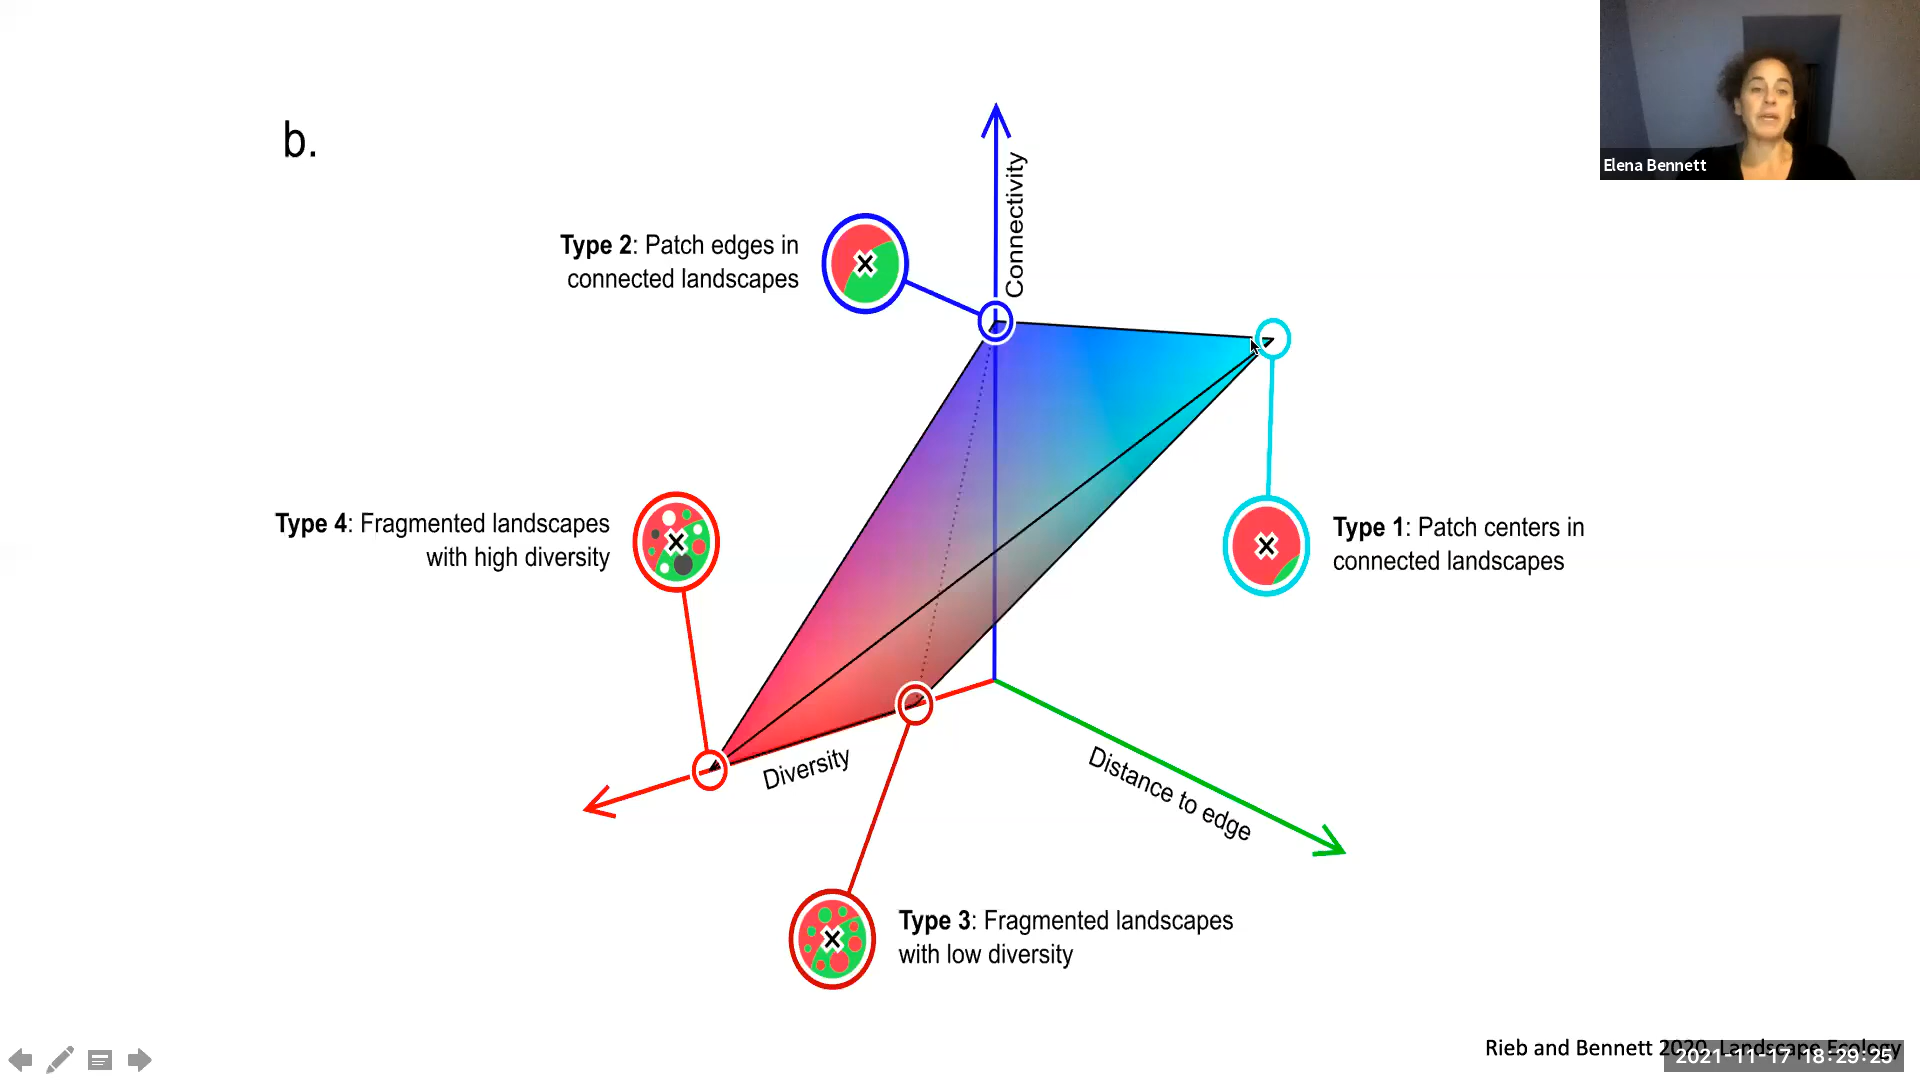 b.
Elena Bennett
Connectivity
Type 2: Patch edges in
connected landscapes
Type 4: Fragmented landscapes
with high diversity
Type 1: Patch centers in
connected landscapes
Diversity
Distance to edge
Type 3: Fragmented landscapes
with low diversity
Rieb and Bennett 2020, Landscape Ecology
2021-11-17 18:29:25